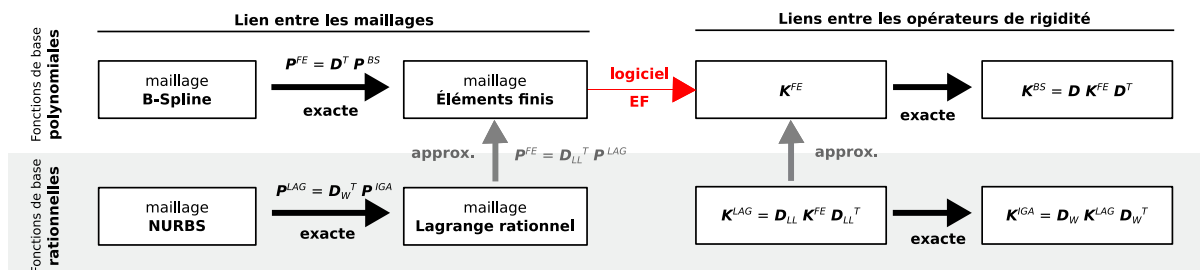 Lien entre les maillages
Liens entre les opérateurs de rigidité
Fonctions de base
polynomiales
maillage
B-Spline
P^FE = D^T P^BS
exacte
maillage
Éléments finis
logiciel
EF
K^FE
exacte
K^BS = D K^FE D^T
approx.
P^FE = D_LL^T P^LAG
approx.
Fonctions de base
rationnelles
maillage
NURBS
P^LAG = D_W^T P^IGA
exacte
maillage
Lagrange rationnel
K^LAG = D_LL K^FE D_LL^T
exacte
K^IGA = D_W K^LAG D_W^T